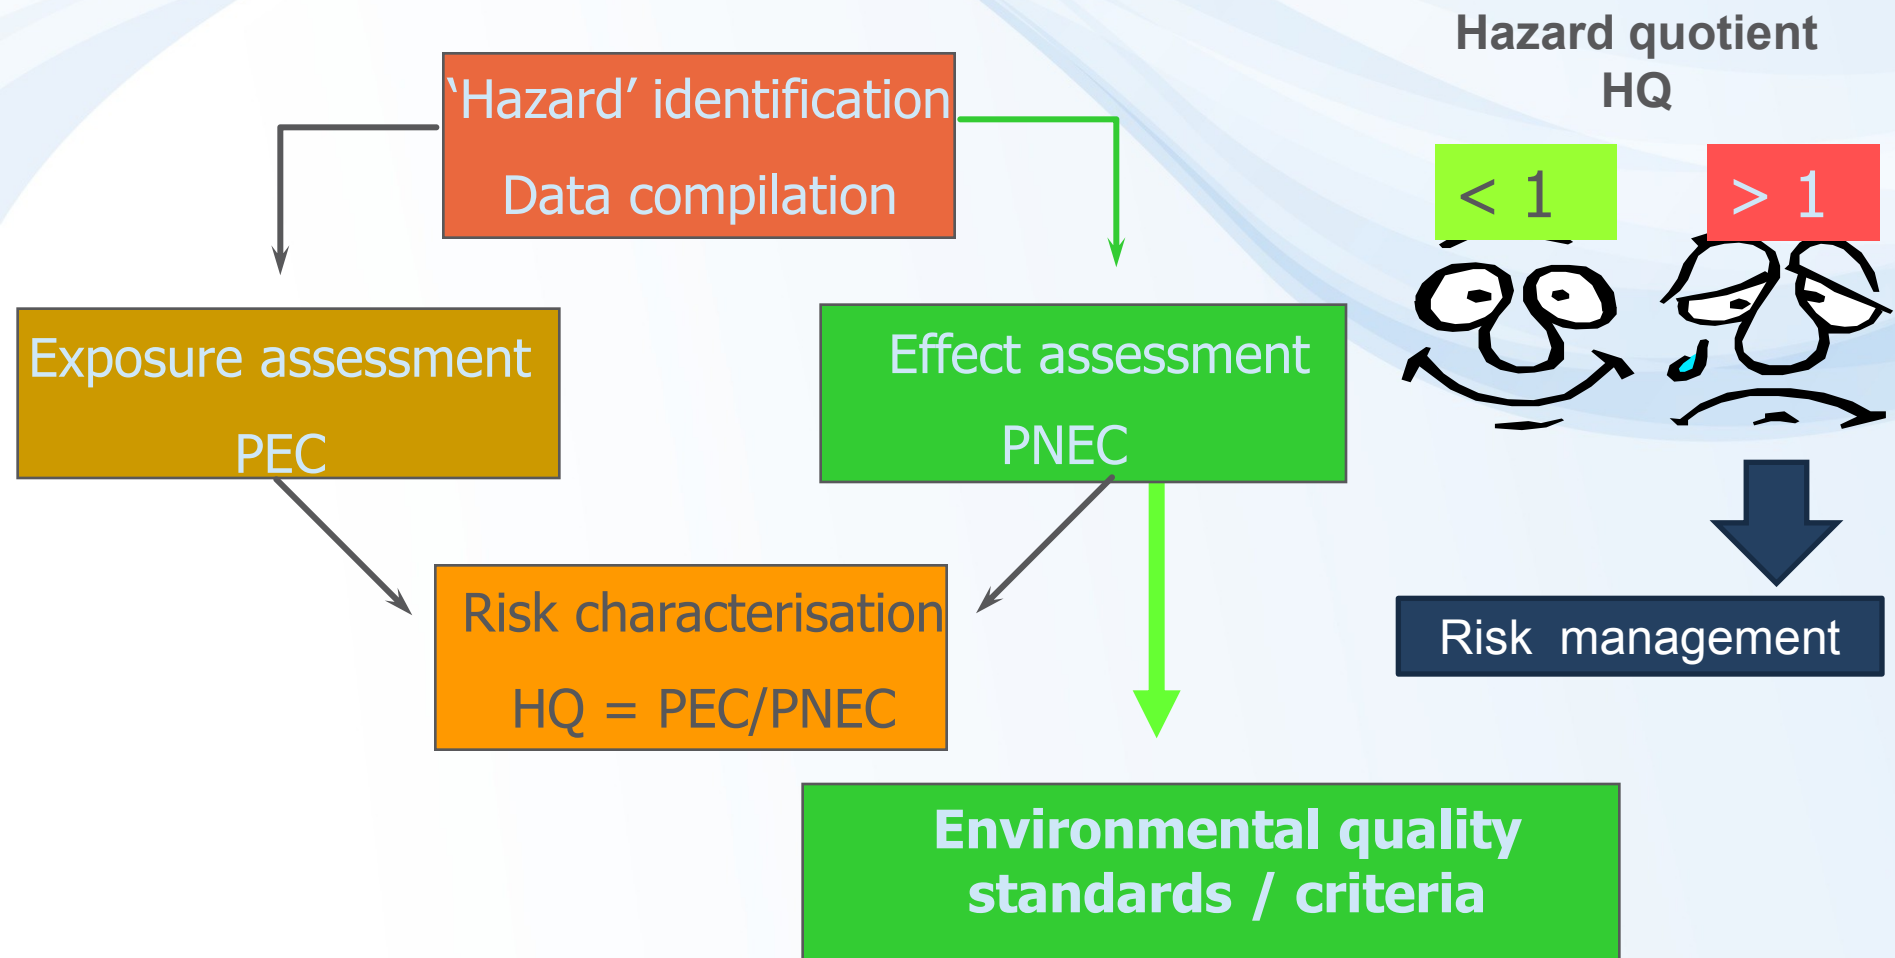 Hazard quotient
HQ
‘Hazard’ identification
Data compilation
< 1
> 1
Exposure assessment
PEC
Effect assessment
PNEC
Risk characterisation
HQ = PEC/PNEC
Risk management
Environmental quality
standards / criteria